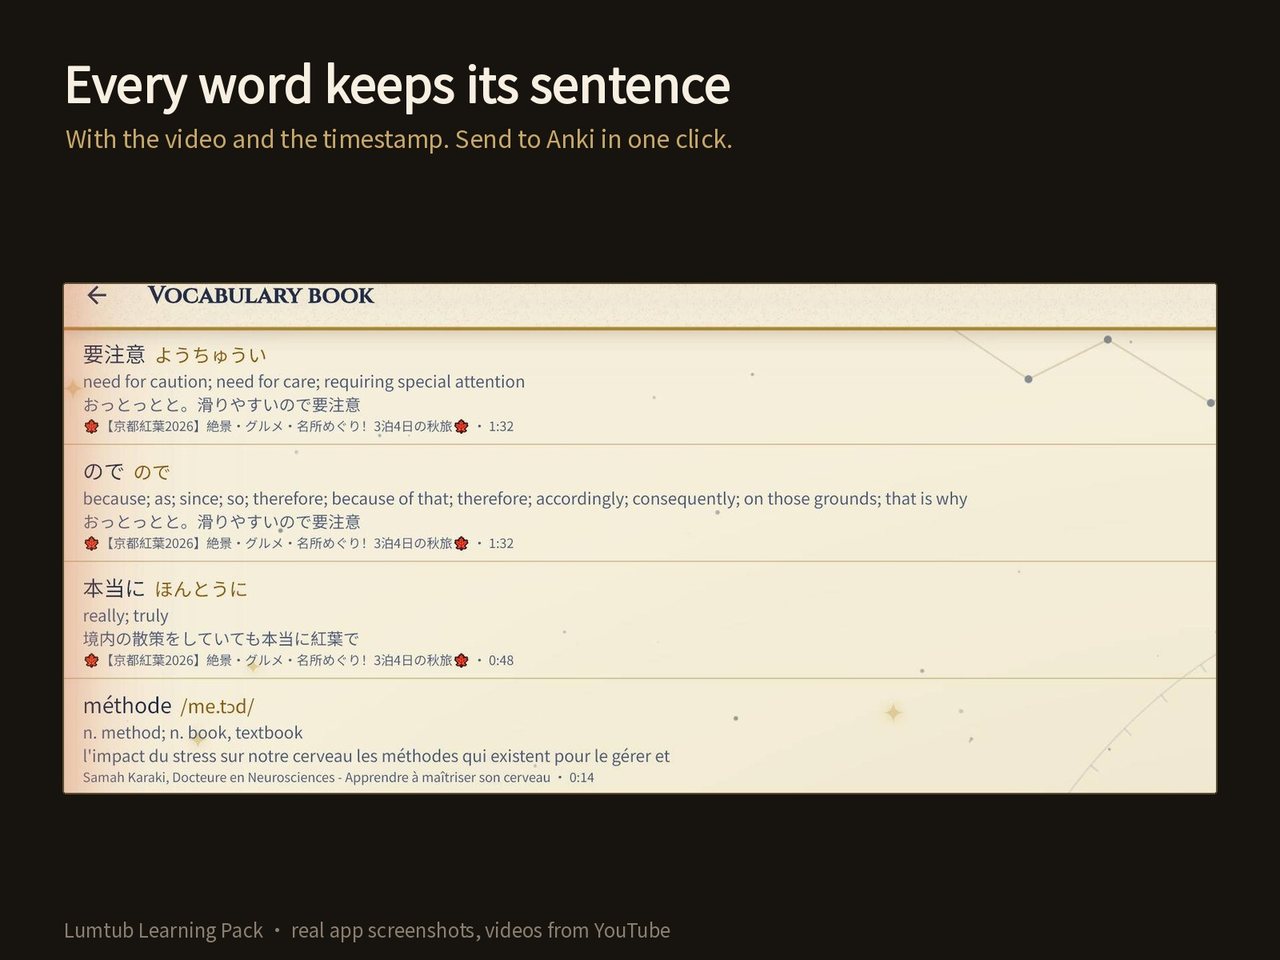 Every word keeps its sentence
With the video and the timestamp. Send to Anki in one click.
← VOCABULARY BOOK
要注意 ようちゅうい
need for caution; need for care; requiring special attention
おっとっとと。滑りやすいので要注意
🍁【京都紅葉2026】絶景・グルメ・名所めぐり！3泊4日の秋旅🍁 · 1:32
ので ので
because; as; since; so; therefore; because of that; therefore; accordingly; consequently; on those grounds; that is why
おっとっとと。滑りやすいので要注意
🍁【京都紅葉2026】絶景・グルメ・名所めぐり！3泊4日の秋旅🍁 · 1:32
本当に ほんとうに
really; truly
境内の散策をしていても本当に紅葉で
🍁【京都紅葉2026】絶景・グルメ・名所めぐり！3泊4日の秋旅🍁 · 0:48
méthode /me.tɔd/
n. method; n. book, textbook
l'impact du stress sur notre cerveau les méthodes qui existent pour le gérer et
Samah Karaki, Docteure en Neurosciences - Apprendre à maîtriser son cerveau · 0:14
Lumtub Learning Pack · real app screenshots, videos from YouTube